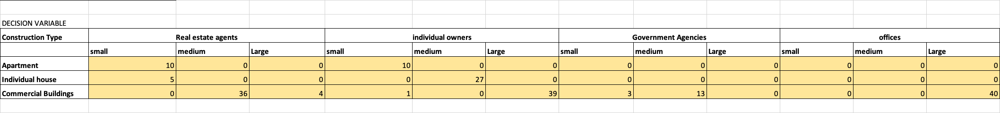 DECISION VARIABLE
Construction Type Real estate agents individual owners Government Agencies offices
small medium Large small medium Large small medium Large small medium Large
Apartment 10 0 0 10 0 0 0 0 0 0 0 0
Individual house 5 0 0 0 27 0 0 0 0 0 0 0
Commercial Buildings 0 36 4 1 0 39 3 13 0 0 0 40